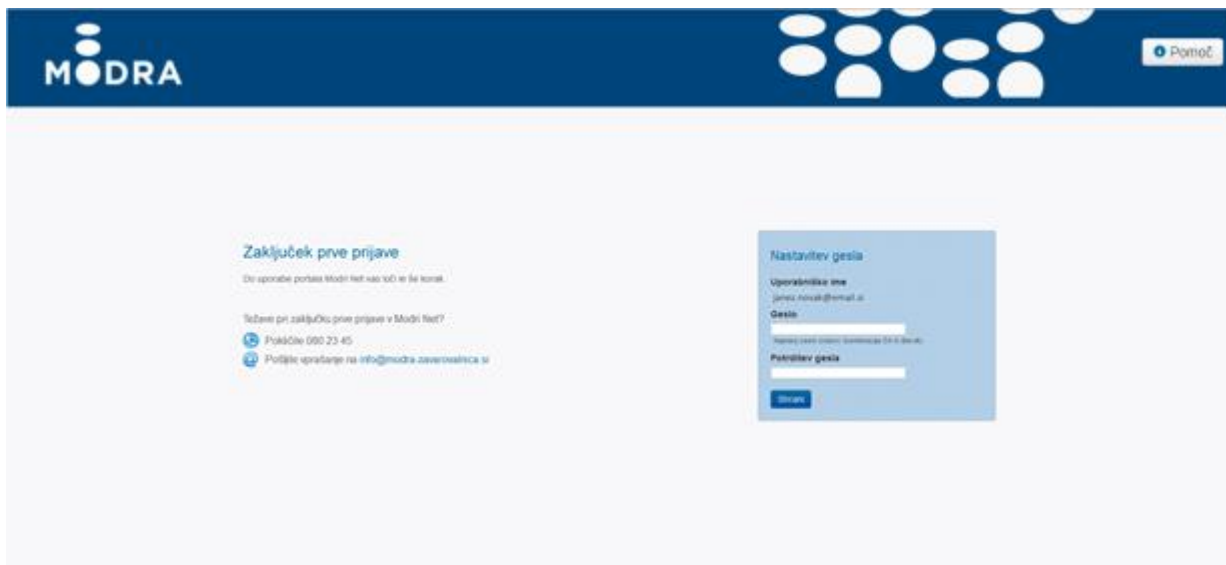 MODRA
Pomoč
Zaključek prve prijave
Do uporabe portala Modri Net vas loči le še korak.
Težave pri zaključku prve prijave v Modri Net?
Pokličite 080 23 45
Pošljite vprašanje na info@modra.zavarovalnica.si
Nastavitev gesla
Uporabniško ime
janez.novak@email.si
Geslo
Potrditev gesla
Shrani